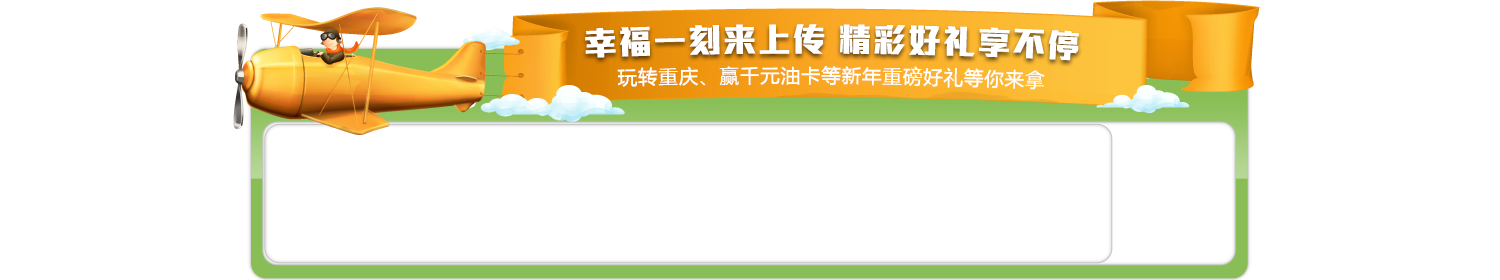 幸福一刻来上传 精彩好礼享不停
玩转重庆、赢千元油卡等新年重磅好礼等你来拿